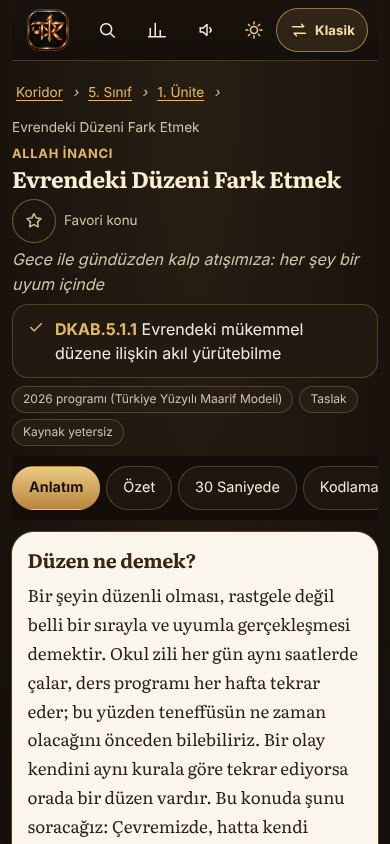 Klasik
Koridor › 5. Sınıf › 1. Ünite ›
Evrendeki Düzeni Fark Etmek
ALLAH İNANCI
Evrendeki Düzeni Fark Etmek
Favori konu
Gece ile gündüzden kalp atışımıza: her şey bir
uyum içinde
DKAB.5.1.1 Evrendeki mükemmel
düzene ilişkin akıl yürütebilme
2026 programı (Türkiye Yüzyılı Maarif Modeli) Taslak
Kaynak yetersiz
Anlatım Özet 30 Saniyede Kodlama
Düzen ne demek?
Bir şeyin düzenli olması, rastgele değil
belli bir sırayla ve uyumla gerçekleşmesi
demektir. Okul zili her gün aynı saatlerde
çalar, ders programı her hafta tekrar
eder; bu yüzden teneffüsün ne zaman
olacağını önceden bilebiliriz. Bir olay
kendini aynı kurala göre tekrar ediyorsa
orada bir düzen vardır. Bu konuda şunu
soracağız: Çevremizde, hatta kendi